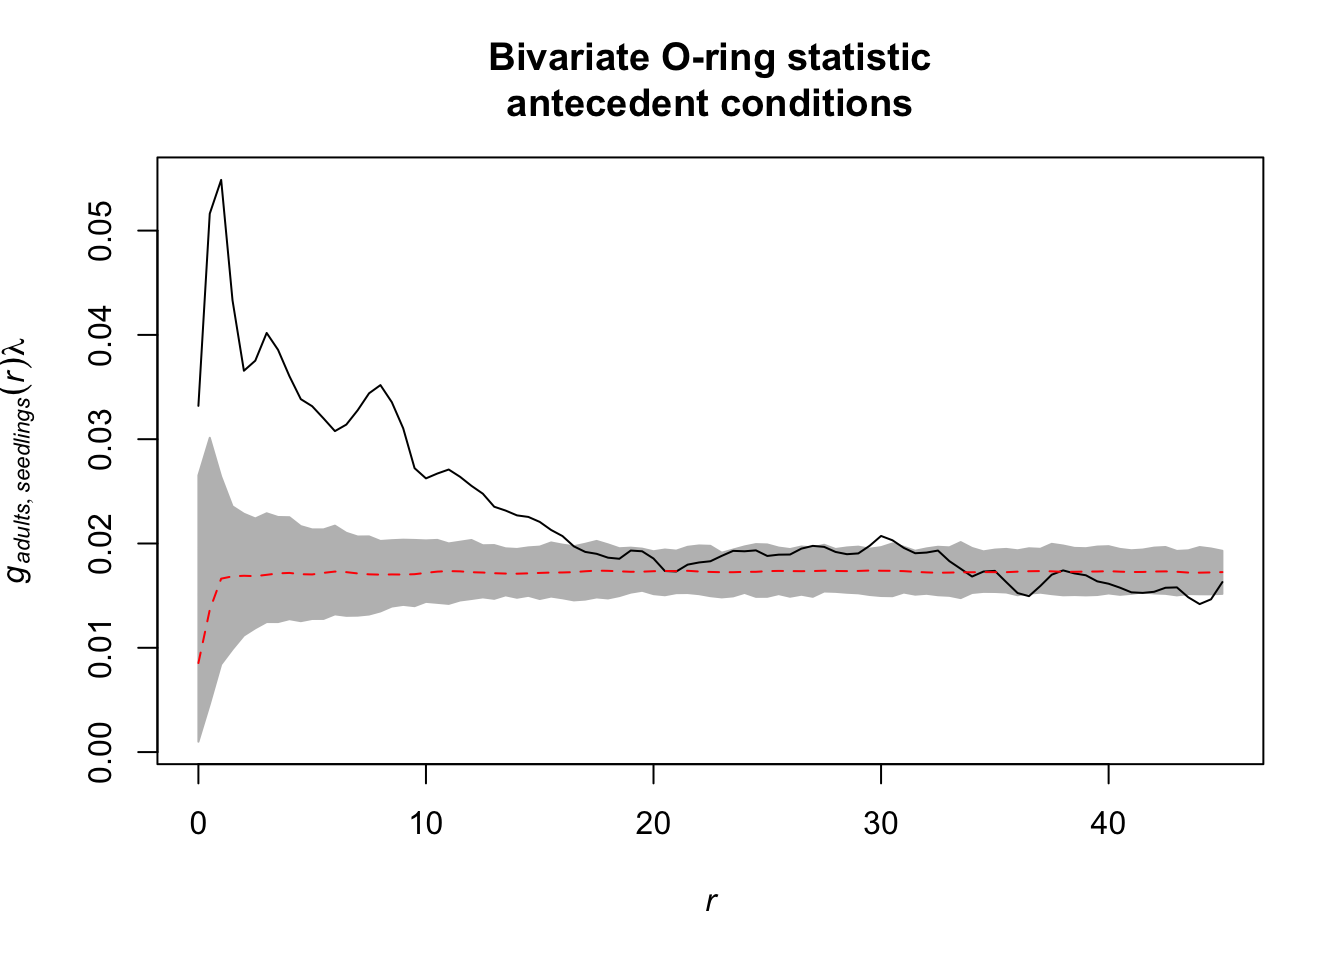 Bivariate O-ring statistic
antecedent conditions
g adults, seedlings (r)λ
0.05
0.04
0.03
0.02
0.01
0.00
0 10 20 30 40
r